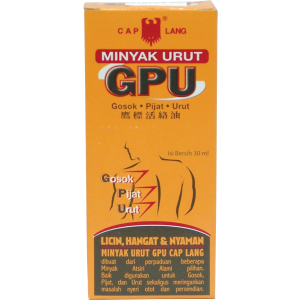 CAP LANG
MINYAK URUT
GPU
Gosok • Pijat • Urut
鷹標活絡油
Isi Bersih 30 ml
Gosok
Pijat
Urut
LICIN, HANGAT & NYAMAN
MINYAK URUT GPU CAP LANG
dibuat dari perpaduan beberapa
Minyak Atsiri Alami pilihan.
Baik digunakan untuk Gosok,
Pijat, dan Urut sekaligus meringankan
masalah nyeri otot dan persendian.